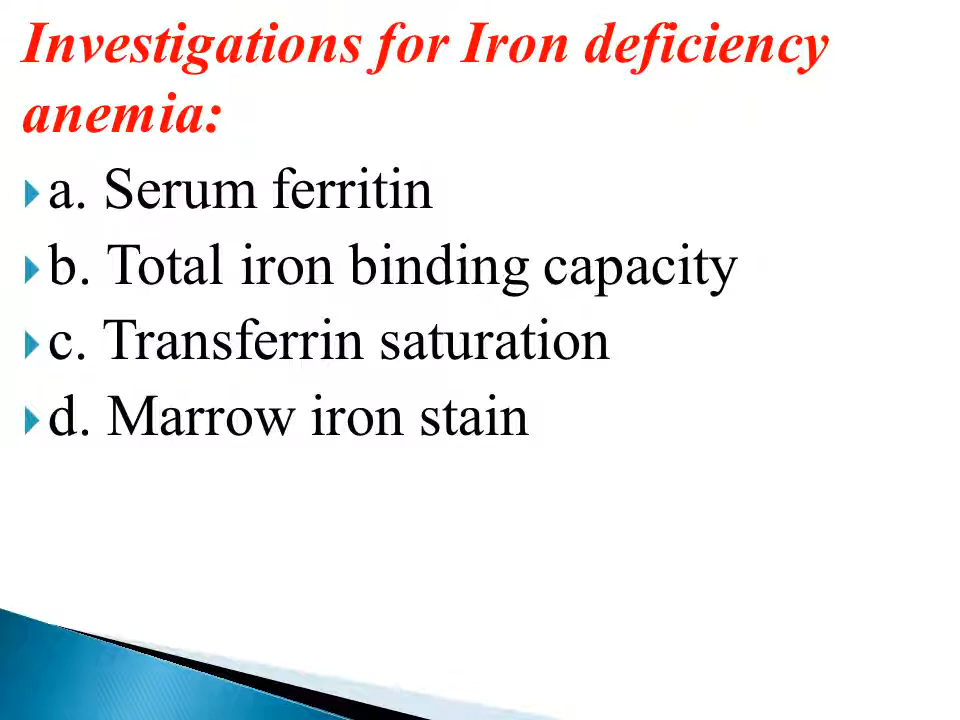 Investigations for Iron deficiency
anemia:
a. Serum ferritin
b. Total iron binding capacity
c. Transferrin saturation
d. Marrow iron stain